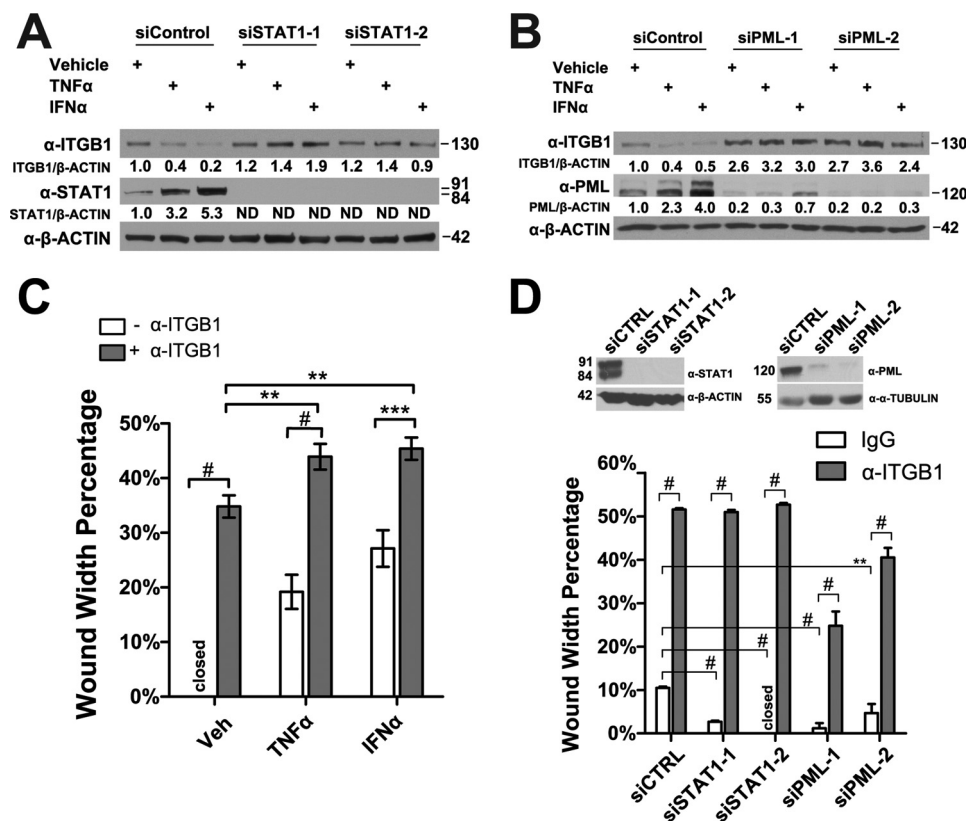 A
siControl siSTAT1-1 siSTAT1-2
Vehicle + + +
TNFα + + +
IFNα + + +
α-ITGB1 130
ITGB1/β-ACTIN 1.0 0.4 0.2 1.2 1.4 1.9 1.2 1.4 0.9
α-STAT1 91 84
STAT1/β-ACTIN 1.0 3.2 5.3 ND ND ND ND ND ND
α-β-ACTIN 42
B
siControl siPML-1 siPML-2
Vehicle + + +
TNFα + + +
IFNα + + +
α-ITGB1 130
ITGB1/β-ACTIN 1.0 0.4 0.5 2.6 3.2 3.0 2.7 3.6 2.4
α-PML 120
PML/β-ACTIN 1.0 2.3 4.0 0.2 0.3 0.7 0.2 0.2 0.3
α-β-ACTIN 42
C
- α-ITGB1
+ α-ITGB1
**
** ***
# #
50%
40%
30%
20%
10%
0%
Wound Width Percentage
closed
Veh TNFα IFNα
D
siCTRL siSTAT1-1 siSTAT1-2
91
84 α-STAT1
42 α-β-ACTIN
siCTRL siPML-1 siPML-2
120 α-PML
55 α-α-TUBULIN
IgG
α-ITGB1
60%
50%
40%
30%
20%
10%
0%
Wound Width Percentage
# # # #
** #
# # #
closed
siCTRL siSTAT1-1 siSTAT1-2 siPML-1 siPML-2